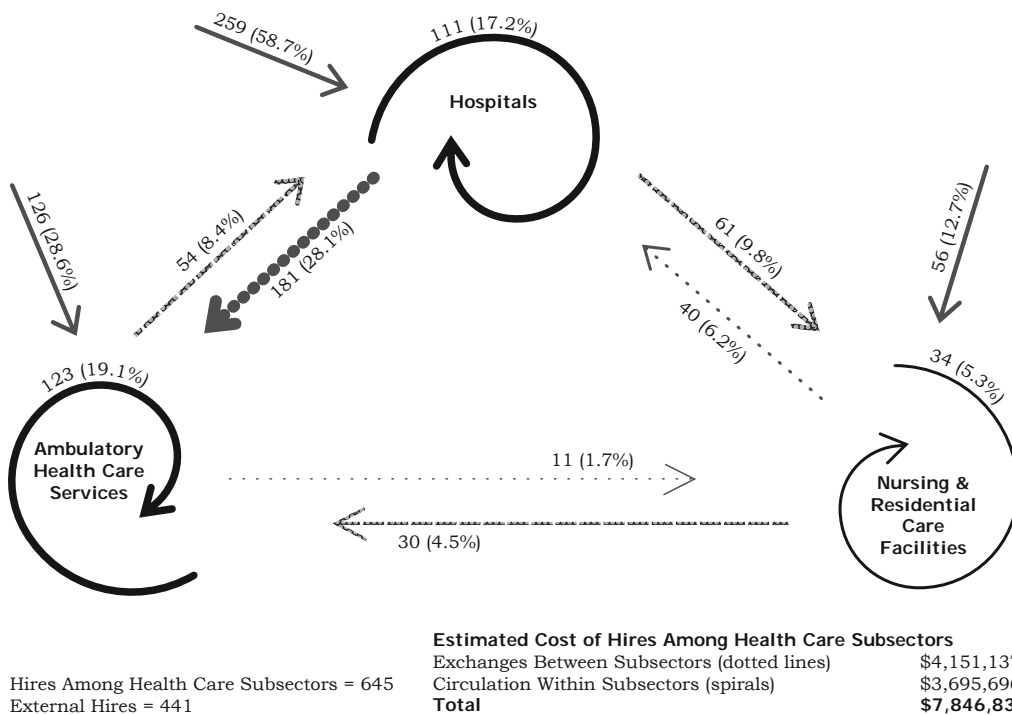 259 (58.7%)
111 (17.2%)
Hospitals
126 (28.6%)
54 (8.4%)
181 (28.1%)
61 (9.8%)
40 (6.2%)
56 (12.7%)
123 (19.1%)
34 (5.3%)
Ambulatory
Health Care
Services
11 (1.7%)
30 (4.5%)
Nursing &
Residential
Care
Facilities
Estimated Cost of Hires Among Health Care Subsectors
Exchanges Between Subsectors (dotted lines)
Hires Among Health Care Subsectors = 645
Circulation Within Subsectors (spirals)
External Hires = 441
Total